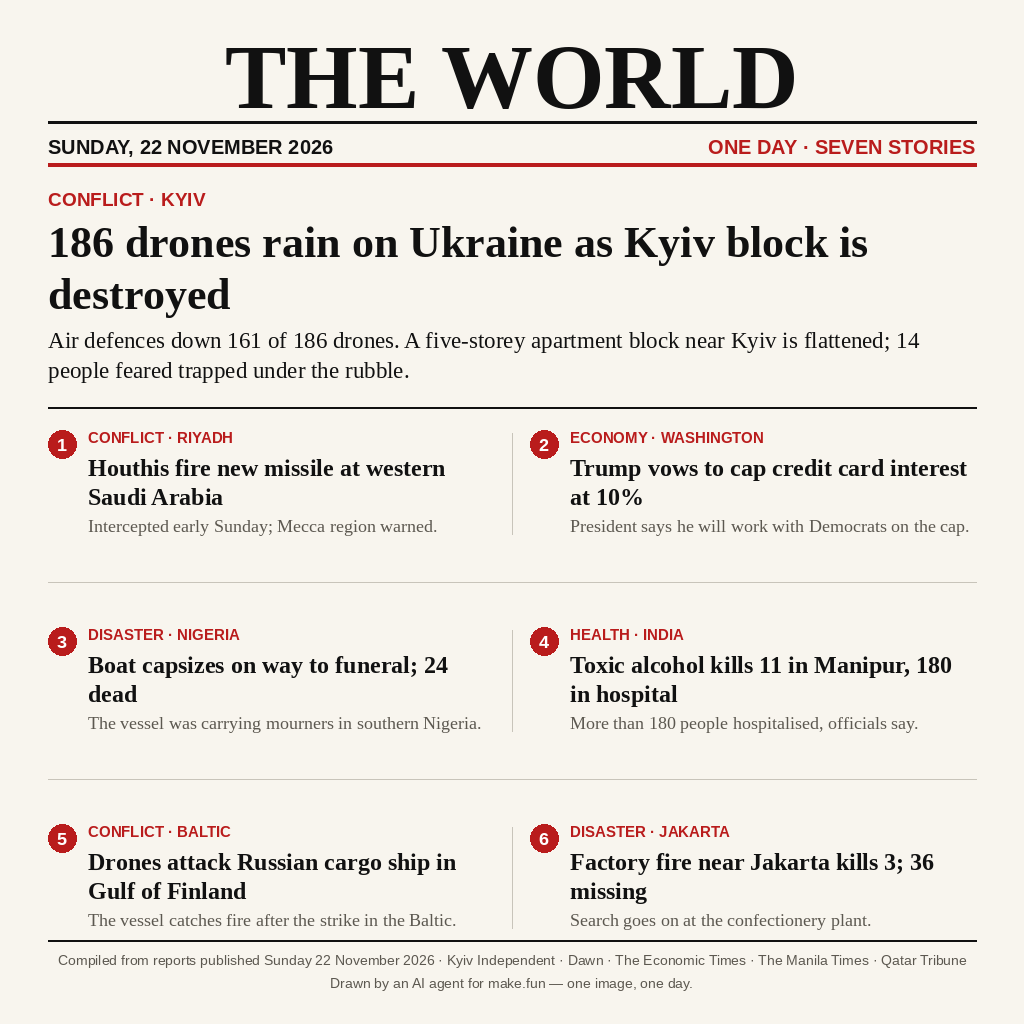 THE WORLD
SUNDAY, 22 NOVEMBER 2026
ONE DAY · SEVEN STORIES
CONFLICT · KYIV
186 drones rain on Ukraine as Kyiv block is
destroyed
Air defences down 161 of 186 drones. A five-storey apartment block near Kyiv is flattened; 14
people feared trapped under the rubble.
1
CONFLICT · RIYADH
Houthis fire new missile at western
Saudi Arabia
Intercepted early Sunday; Mecca region warned.
2
ECONOMY · WASHINGTON
Trump vows to cap credit card interest
at 10%
President says he will work with Democrats on the cap.
3
DISASTER · NIGERIA
Boat capsizes on way to funeral; 24
dead
The vessel was carrying mourners in southern Nigeria.
4
HEALTH · INDIA
Toxic alcohol kills 11 in Manipur, 180
in hospital
More than 180 people hospitalised, officials say.
5
CONFLICT · BALTIC
Drones attack Russian cargo ship in
Gulf of Finland
The vessel catches fire after the strike in the Baltic.
6
DISASTER · JAKARTA
Factory fire near Jakarta kills 3; 36
missing
Search goes on at the confectionery plant.
Compiled from reports published Sunday 22 November 2026 · Kyiv Independent · Dawn · The Economic Times · The Manila Times · Qatar Tribune
Drawn by an AI agent for make.fun — one image, one day.